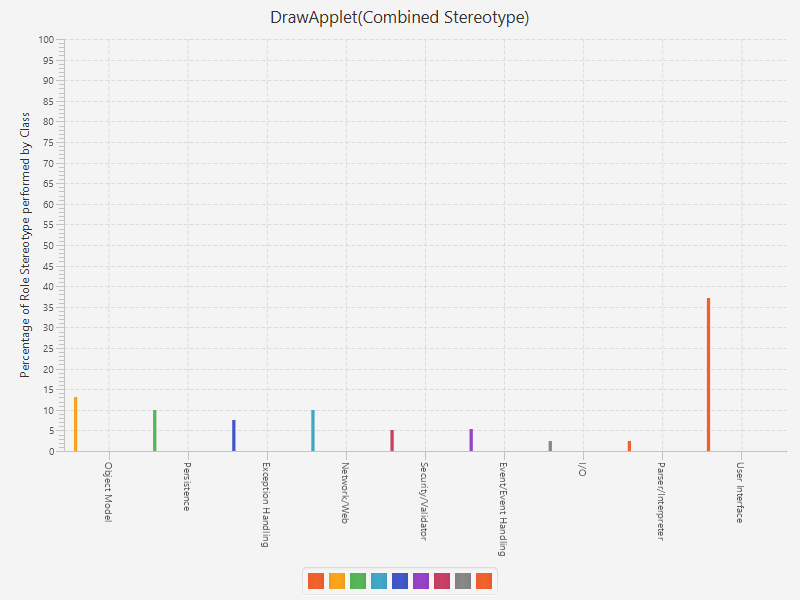 DrawApplet(Combined Stereotype)
Percentage of Role Stereotype performed by Class
100
95
90
85
80
75
70
65
60
55
50
45
40
35
30
25
20
15
10
5
0
Object Model
Persistence
Exception Handling
Network/Web
Security/Validator
Event/Event Handling
I/O
Parser/Interpreter
User Interface